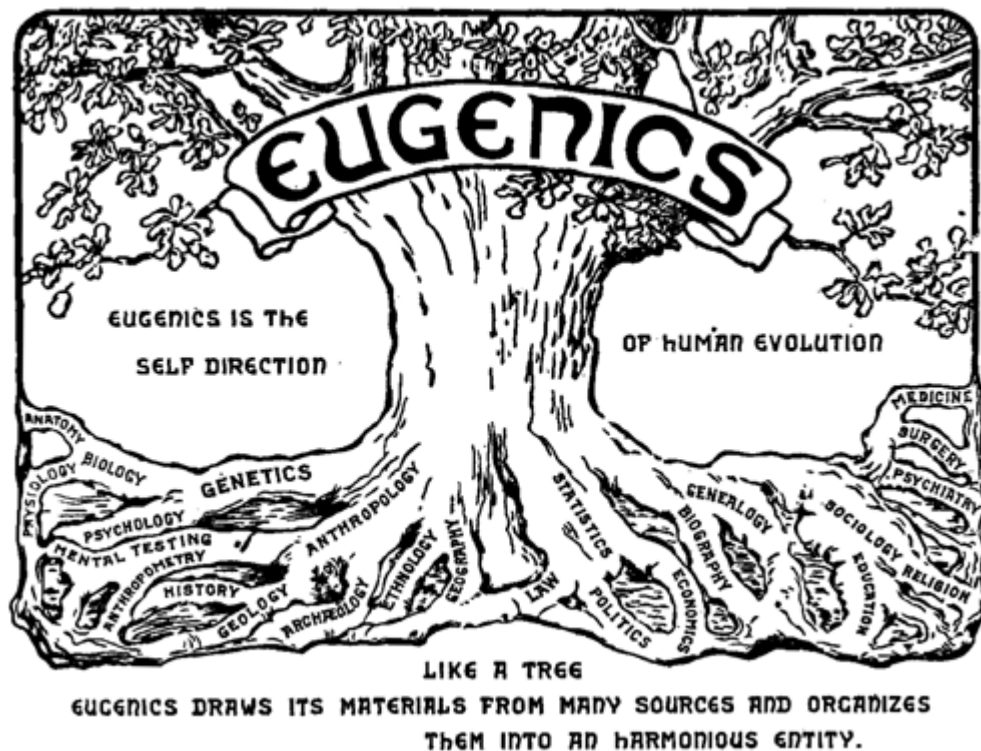 EUGENICS
EUGENICS IS THE
SELF DIRECTION
OF HUMAN EVOLUTION
ANATOMY
BIOLOGY
PHYSIOLOGY
GENETICS
PSYCHOLOGY
MENTAL TESTING
ANTHROPOMETRY
HISTORY
ANTHROPOLOGY
GEOLOGY
ARCHÆOLOGY
ETHNOLOGY
GEOGRAPHY
LAW
STATISTICS
POLITICS
ECONOMICS
BIOGRAPHY
GENEALOGY
SOCIOLOGY
EDUCATION
RELIGION
PSYCHIATRY
SURGERY
MEDICINE
LIKE A TREE
EUGENICS DRAWS ITS MATERIALS FROM MANY SOURCES AND ORGANIZES
THEM INTO AN HARMONIOUS ENTITY.